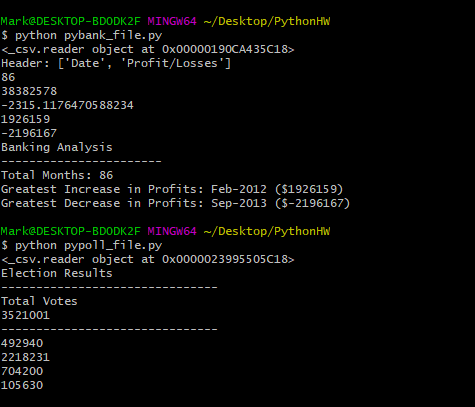 Mark@DESKTOP-BDODK2F MINGW64 ~/Desktop/PythonHW
$ python pybank_file.py
<_csv.reader object at 0x00000190CA435C18>
Header: ['Date', 'Profit/Losses']
86
38382578
-2315.1176470588234
1926159
-2196167
Banking Analysis
-----------------------
Total Months: 86
Greatest Increase in Profits: Feb-2012 ($1926159)
Greatest Decrease in Profits: Sep-2013 ($-2196167)
Mark@DESKTOP-BDODK2F MINGW64 ~/Desktop/PythonHW
$ python pypoll_file.py
<_csv.reader object at 0x0000023995505C18>
Election Results
-------------------------------
Total Votes
3521001
-------------------------------
492940
2218231
704200
105630